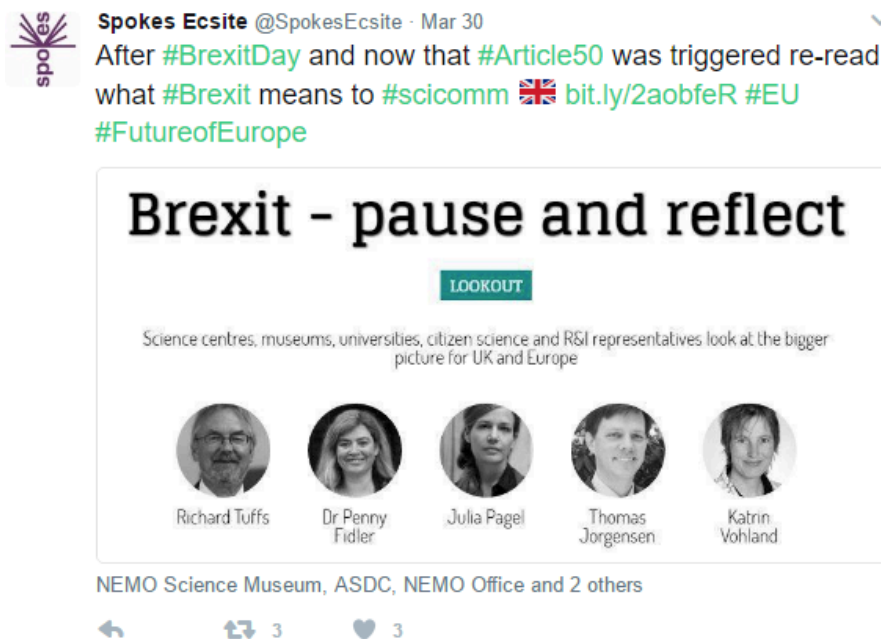 spokes
Spokes Ecsite @SpokesEcsite · Mar 30
After #BrexitDay and now that #Article50 was triggered re-read
what #Brexit means to #scicomm 🇬🇧 bit.ly/2aobfeR #EU
#FutureofEurope
Brexit - pause and reflect
LOOKOUT
Science centres, museums, universities, citizen science and R&I representatives look at the bigger
picture for UK and Europe
Richard Tuffs
Dr Penny
Fidler
Julia Pagel
Thomas
Jorgensen
Katrin
Vohland
NEMO Science Museum, ASDC, NEMO Office and 2 others
3 3